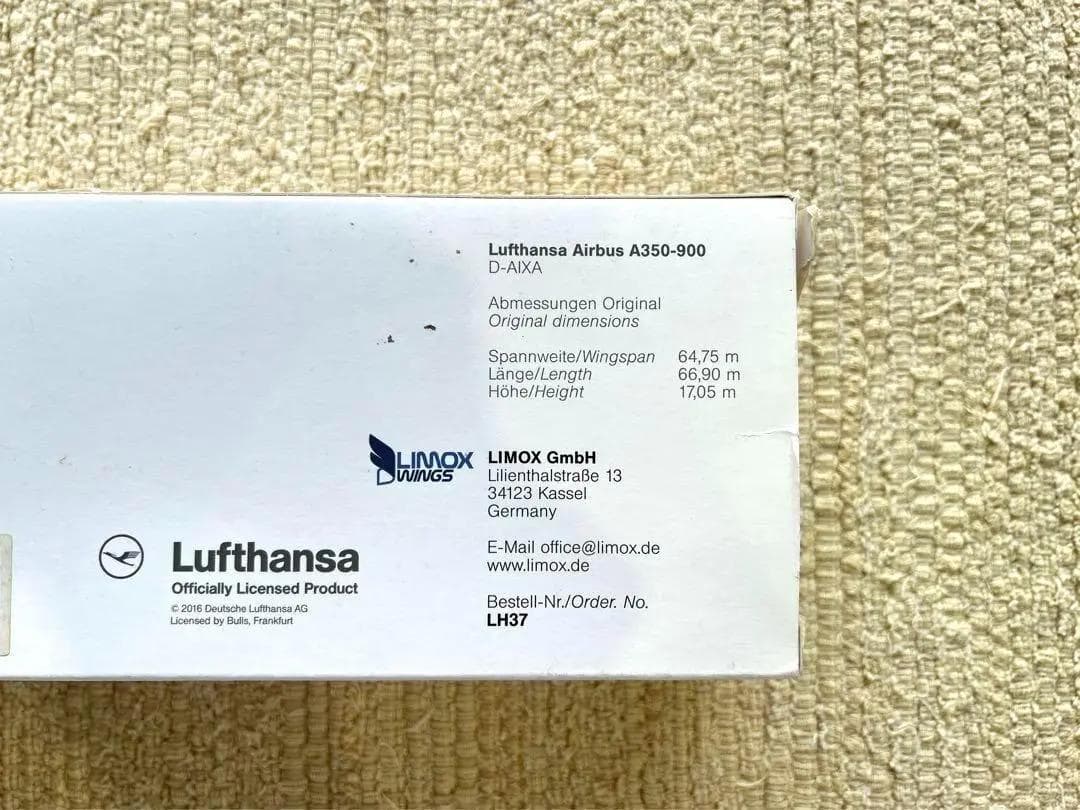 Lufthansa Airbus A350-900
D-AIXA
Abmessungen Original
Original dimensions
Spannweite/Wingspan 64,75 m
Länge/Length 66,90 m
Höhe/Height 17,05 m
LIMOX
WINGS
LIMOX GmbH
Lilienthalstraße 13
34123 Kassel
Germany
E-Mail office@limox.de
www.limox.de
Bestell-Nr./Order. No.
LH37
Lufthansa
Officially Licensed Product
© 2016 Deutsche Lufthansa AG
Licensed by Bulls, Frankfurt